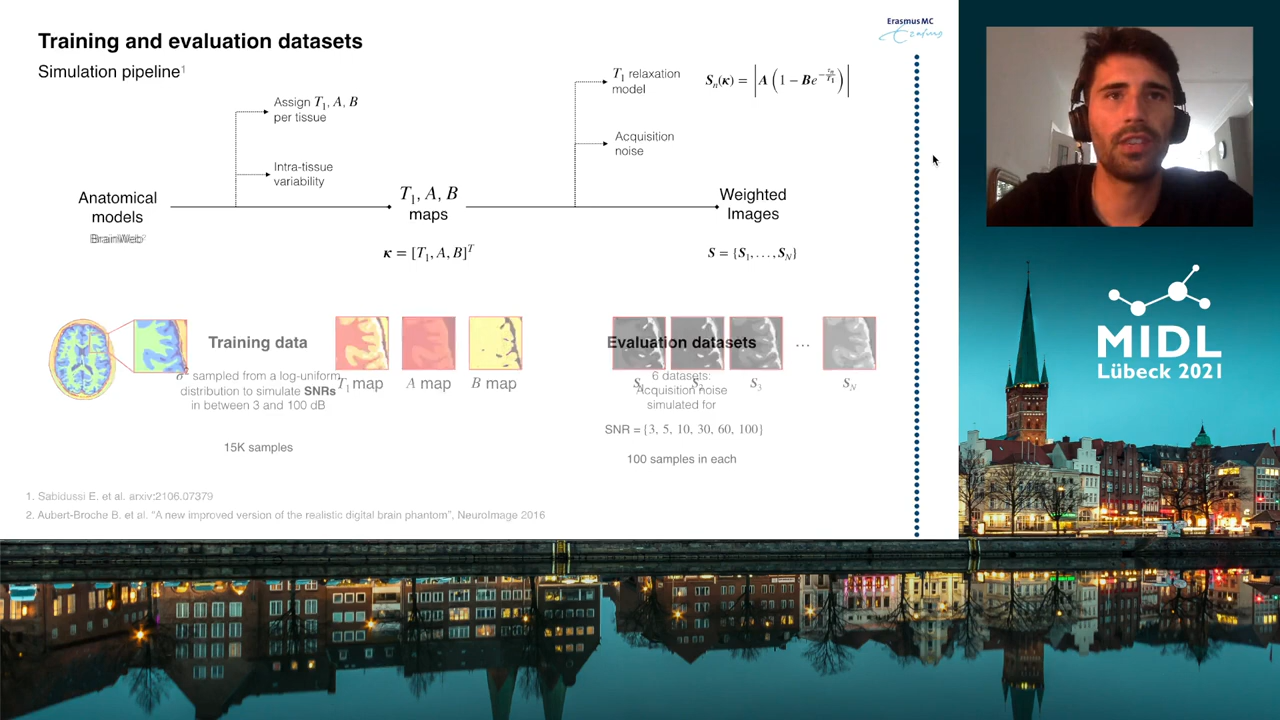 Training and evaluation datasets
Simulation pipeline¹
Erasmus MC
Erasmus
Assign T₁, A, B
per tissue
Intra-tissue
variability
T₁ relaxation
model
Sₙ(κ) = |A (1 − Be^(−τₙ/T₁))|
Acquisition
noise
Anatomical
models
BrainWeb²
T₁, A, B
maps
κ = [T₁, A, B]ᵀ
Weighted
Images
S = {S₁, . . . , S_N}
Training data
σ² sampled from a log-uniform
distribution to simulate SNRs
in between 3 and 100 dB
15K samples
T₁ map
A map
B map
Evaluation datasets
6 datasets:
Acquisition noise
simulated for
SNR = {3, 5, 10, 30, 60, 100}
100 samples in each
S₁
S₂
S₃
...
S_N
1. Sabidussi E. et al. arxiv:2106.07379
2. Aubert-Broche B. et al. “A new improved version of the realistic digital brain phantom”, NeuroImage 2016
MIDL
Lübeck 2021